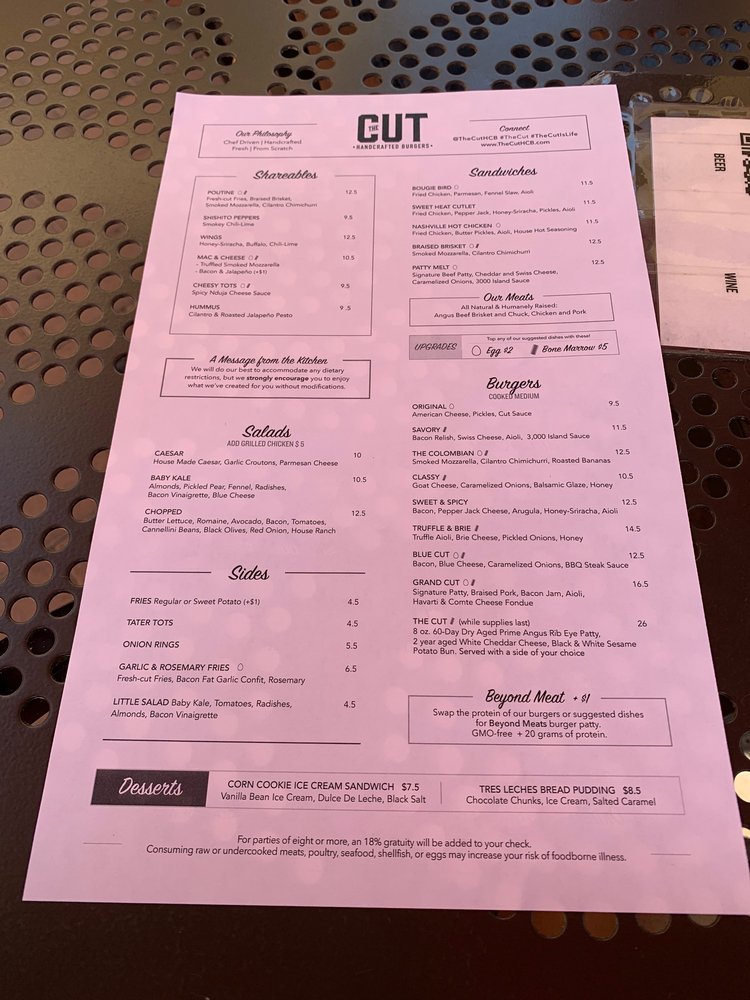 Our Philosophy
Chef Driven | Handcrafted
Fresh | From Scratch
THE CUT
• HANDCRAFTED BURGERS •
Connect
@TheCutHCB #TheCut #TheCutIsLife
www.TheCutHCB.com
Shareables
POUTINE 12.5
Fresh-cut Fries, Braised Brisket,
Smoked Mozzarella, Cilantro Chimichurri
SHISHITO PEPPERS 9.5
Smokey Chili-Lime
WINGS 12.5
Honey-Sriracha, Buffalo, Chili-Lime
MAC & CHEESE 10.5
- Truffled Smoked Mozzarella
- Bacon & Jalapeño (+$1)
CHEESY TOTS 9.5
Spicy Nduja Cheese Sauce
HUMMUS 9.5
Cilantro & Roasted Jalapeño Pesto
A Message from the Kitchen
We will do our best to accommodate any dietary
restrictions, but we strongly encourage you to enjoy
what we've created for you without modifications.
Salads
ADD GRILLED CHICKEN $ 5
CAESAR 10
House Made Caesar, Garlic Croutons, Parmesan Cheese
BABY KALE 10.5
Almonds, Pickled Pear, Fennel, Radishes,
Bacon Vinaigrette, Blue Cheese
CHOPPED 12.5
Butter Lettuce, Romaine, Avocado, Bacon, Tomatoes,
Cannellini Beans, Black Olives, Red Onion, House Ranch
Sides
FRIES Regular or Sweet Potato (+$1) 4.5
TATER TOTS 4.5
ONION RINGS 5.5
GARLIC & ROSEMARY FRIES 6.5
Fresh-cut Fries, Bacon Fat Garlic Confit, Rosemary
LITTLE SALAD Baby Kale, Tomatoes, Radishes, 4.5
Almonds, Bacon Vinaigrette
Sandwiches
BOUGIE BIRD 11.5
Fried Chicken, Parmesan, Fennel Slaw, Aioli
SWEET HEAT CUTLET 11.5
Fried Chicken, Pepper Jack, Honey-Sriracha, Pickles, Aioli
NASHVILLE HOT CHICKEN 11.5
Fried Chicken, Butter Pickles, Aioli, House Hot Seasoning
BRAISED BRISKET 12.5
Smoked Mozzarella, Cilantro Chimichurri
PATTY MELT 12.5
Signature Beef Patty, Cheddar and Swiss Cheese,
Caramelized Onions, 3000 Island Sauce
Our Meats
All Natural & Humanely Raised:
Angus Beef Brisket and Chuck, Chicken and Pork
UPGRADES
Top any of our suggested dishes with these!
Egg $2 Bone Marrow $5
Burgers
COOKED MEDIUM
ORIGINAL 9.5
American Cheese, Pickles, Cut Sauce
SAVORY 11.5
Bacon Relish, Swiss Cheese, Aioli, 3,000 Island Sauce
THE COLOMBIAN 12.5
Smoked Mozzarella, Cilantro Chimichurri, Roasted Bananas
CLASSY 10.5
Goat Cheese, Caramelized Onions, Balsamic Glaze, Honey
SWEET & SPICY 12.5
Bacon, Pepper Jack Cheese, Arugula, Honey-Sriracha, Aioli
TRUFFLE & BRIE 14.5
Truffle Aioli, Brie Cheese, Pickled Onions, Honey
BLUE CUT 12.5
Bacon, Blue Cheese, Caramelized Onions, BBQ Steak Sauce
GRAND CUT 16.5
Signature Patty, Braised Pork, Bacon Jam, Aioli,
Havarti & Comte Cheese Fondue
THE CUT (while supplies last) 26
8 oz. 60-Day Dry Aged Prime Angus Rib Eye Patty,
2 year aged White Cheddar Cheese, Black & White Sesame
Potato Bun. Served with a side of your choice
Beyond Meat + $1
Swap the protein of our burgers or suggested dishes
for Beyond Meats burger patty.
GMO-free + 20 grams of protein.
Desserts
CORN COOKIE ICE CREAM SANDWICH $7.5
Vanilla Bean Ice Cream, Dulce De Leche, Black Salt
TRES LECHES BREAD PUDDING $8.5
Chocolate Chunks, Ice Cream, Salted Caramel
For parties of eight or more, an 18% gratuity will be added to your check.
Consuming raw or undercooked meats, poultry, seafood, shellfish, or eggs may increase your risk of foodborne illness.
BEER
WINE